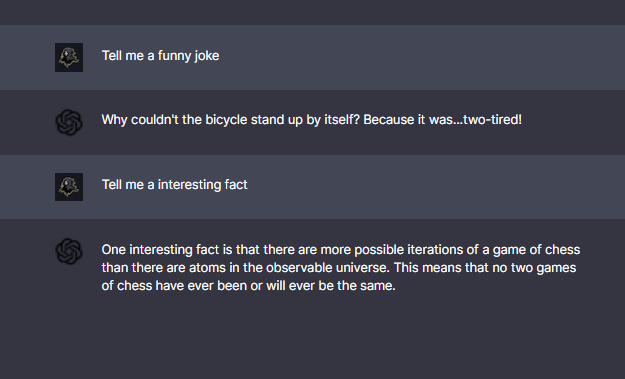 Tell me a funny joke
Why couldn't the bicycle stand up by itself? Because it was...two-tired!
Tell me a interesting fact
One interesting fact is that there are more possible iterations of a game of chess
than there are atoms in the observable universe. This means that no two games
of chess have ever been or will ever be the same.